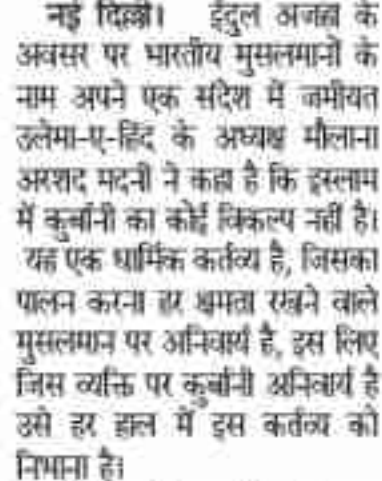 नई दिल्ली। ईदुल अजहा के
अवसर पर भारतीय मुसलमानों के
नाम अपने एक संदेश में जमीयत
उलेमा-ए-हिंद के अध्यक्ष मौलाना
अरशद मदनी ने कहा है कि इस्लाम
में कुर्बानी का कोई विकल्प नहीं है।
यह एक धार्मिक कर्तव्य है, जिसका
पालन करना हर क्षमता रखने वाले
मुसलमान पर अनिवार्य है, इस लिए
जिस व्यक्ति पर कुर्बानी अनिवार्य है
उसे हर हाल में इस कर्तव्य को
निभाना है।